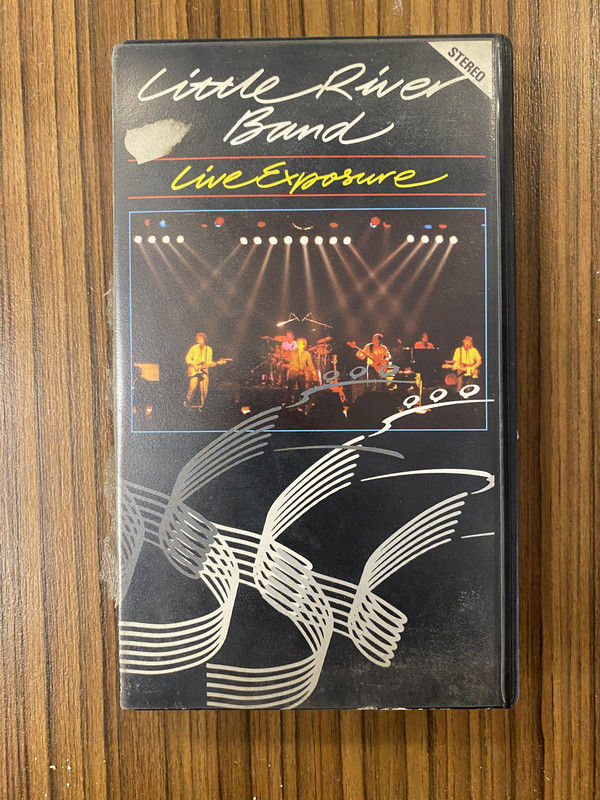 STEREO
Little River
Band
Live Exposure